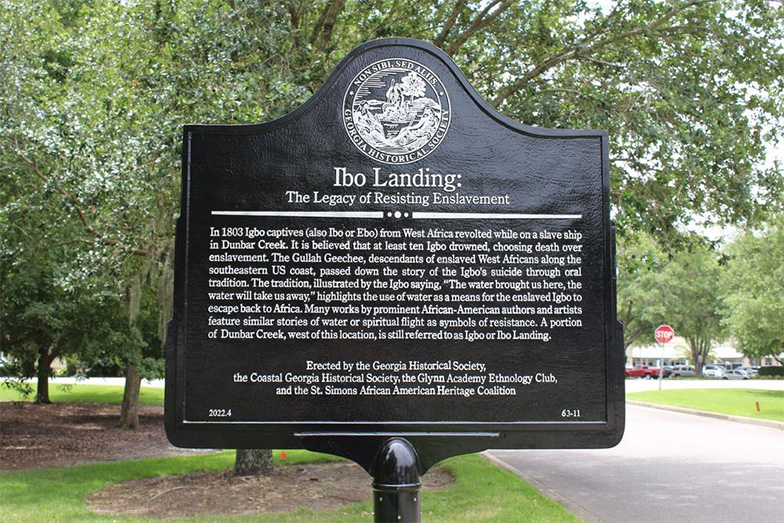 NON SIBI, SED ALIIS.
GEORGIA HISTORICAL SOCIETY
Ibo Landing:
The Legacy of Resisting Enslavement
In 1803 Igbo captives (also Ibo or Ebo) from West Africa revolted while on a slave ship
in Dunbar Creek. It is believed that at least ten Igbo drowned, choosing death over
enslavement. The Gullah Geechee, descendants of enslaved West Africans along the
southeastern US coast, passed down the story of the Igbo's suicide through oral
tradition. The tradition, illustrated by the Igbo saying, "The water brought us here, the
water will take us away," highlights the use of water as a means for the enslaved Igbo to
escape back to Africa. Many works by prominent African-American authors and artists
feature similar stories of water or spiritual flight as symbols of resistance. A portion
of Dunbar Creek, west of this location, is still referred to as Igbo or Ibo Landing.
Erected by the Georgia Historical Society,
the Coastal Georgia Historical Society, the Glynn Academy Ethnology Club,
and the St. Simons African American Heritage Coalition
2022.4 63-11
STOP